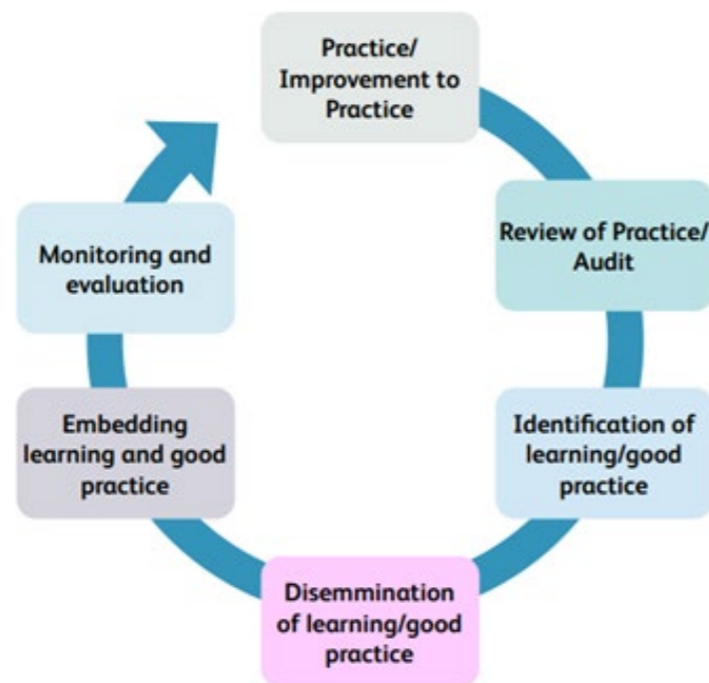 Practice/
Improvement to
Practice
Review of Practice/
Audit
Identification of
learning/good
practice
Disemmination
of learning/good
practice
Embedding
learning and good
practice
Monitoring and
evaluation